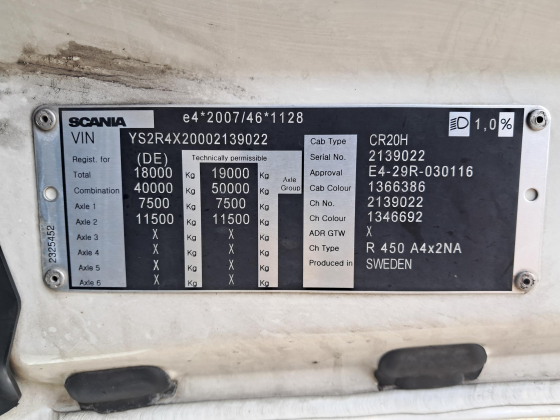 SCANIA e4*2007/46*1128 1,0%
VIN YS2R4X20002139022
Regist. for (DE) Technically permissible
Total 18000 Kg 19000 Kg Axle Group
Combination 40000 Kg 50000 Kg
Axle 1 7500 Kg 7500 Kg
Axle 2 11500 Kg 11500 Kg
Axle 3 X Kg X Kg
Axle 4 X Kg X Kg
Axle 5 X Kg X Kg
Axle 6 X Kg X Kg
Cab Type CR20H
Serial No. 2139022
Approval E4-29R-030116
Cab Colour 1366386
Ch No. 2139022
Ch Colour 1346692
ADR GTW X
Ch Type R 450 A4x2NA
Produced in SWEDEN
2325452